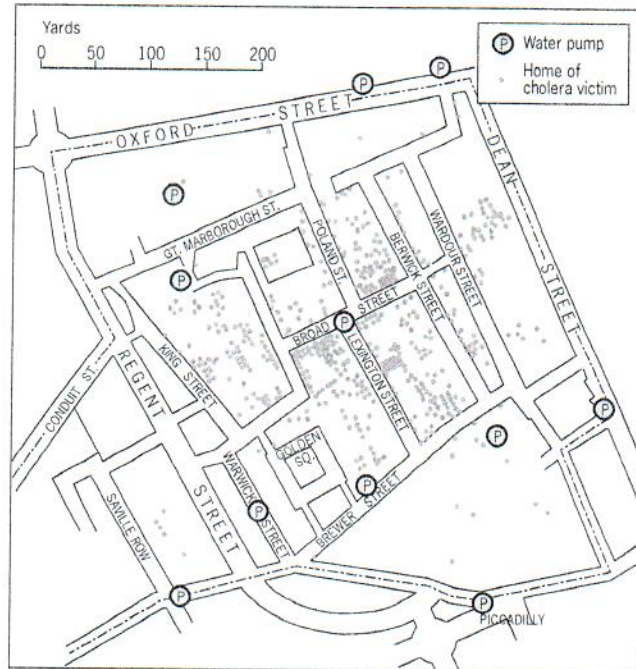 Yards
0 50 100 150 200
P Water pump
Home of
cholera victim
P
P
OXFORD STREET
DEAN STREET
P
GT. MARBOROUGH ST.
POLAND ST.
BERWICK STREET
WARDOUR STREET
P
BROAD STREET
P
KING STREET
LEXINGTON STREET
CONDUIT ST.
REGENT STREET
P
P
GOLDEN
SQ.
P
WARWICK STREET
P
BREWER STREET
SAVILLE ROW
P
P
PICCADILLY